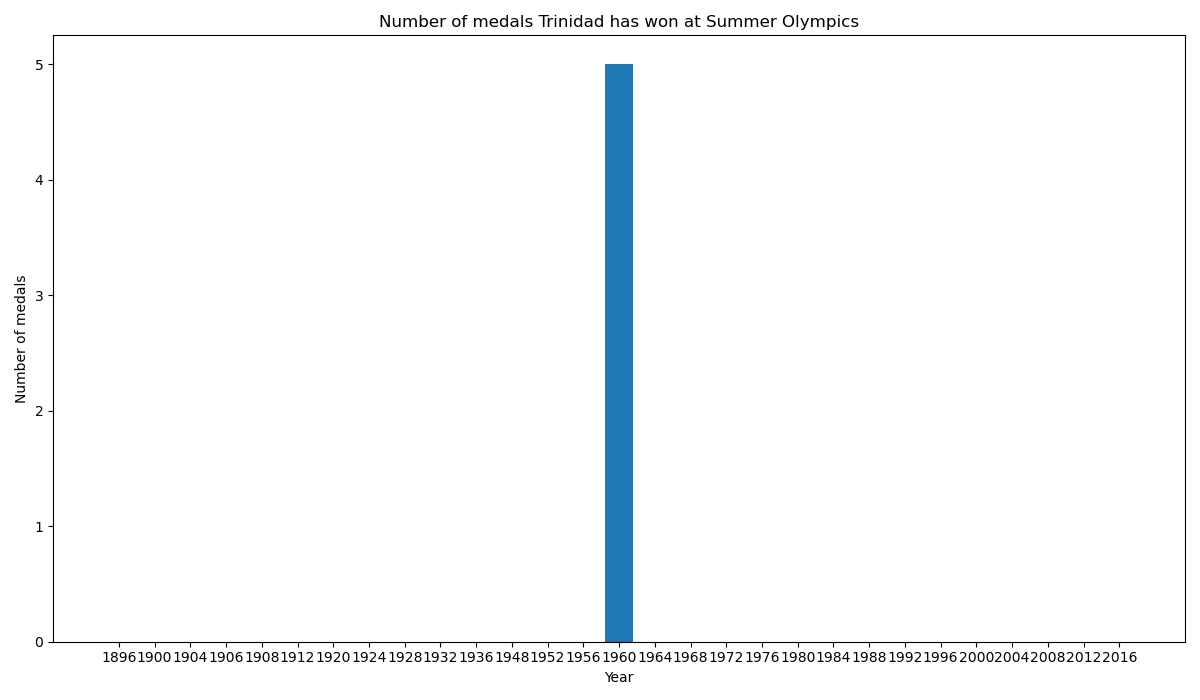 Number of medals Trinidad has won at Summer Olympics
Number of medals
5
4
3
2
1
0
1896 1900 1904 1906 1908 1912 1920 1924 1928 1932 1936 1948 1952 1956 1960 1964 1968 1972 1976 1980 1984 1988 1992 1996 2000 2004 2008 2012 2016
Year